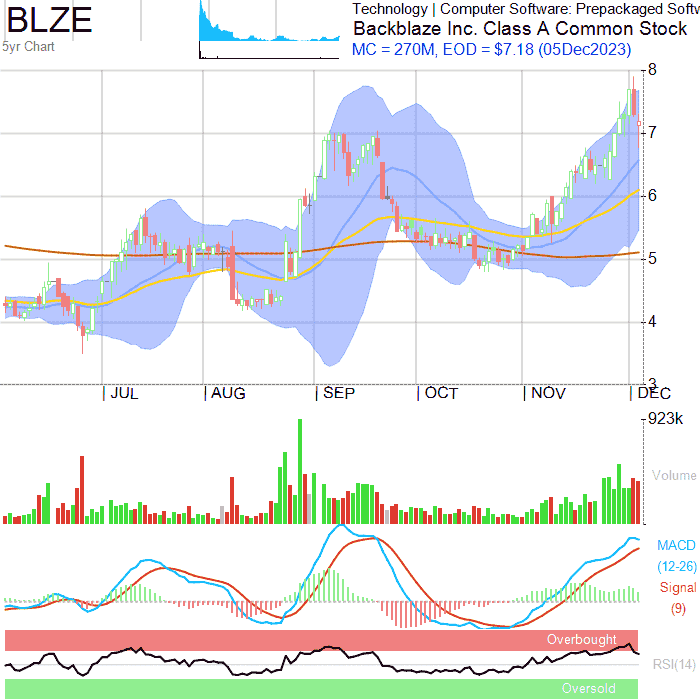 BLZE
5yr Chart
Technology | Computer Software: Prepackaged Softw
Backblaze Inc. Class A Common Stock
MC = 270M, EOD = $7.18 (05Dec2023)
8
7
6
5
4
3
JUL AUG SEP OCT NOV DEC
923k
Volume
MACD
(12-26)
Signal
(9)
Overbought
RSI(14)
Oversold